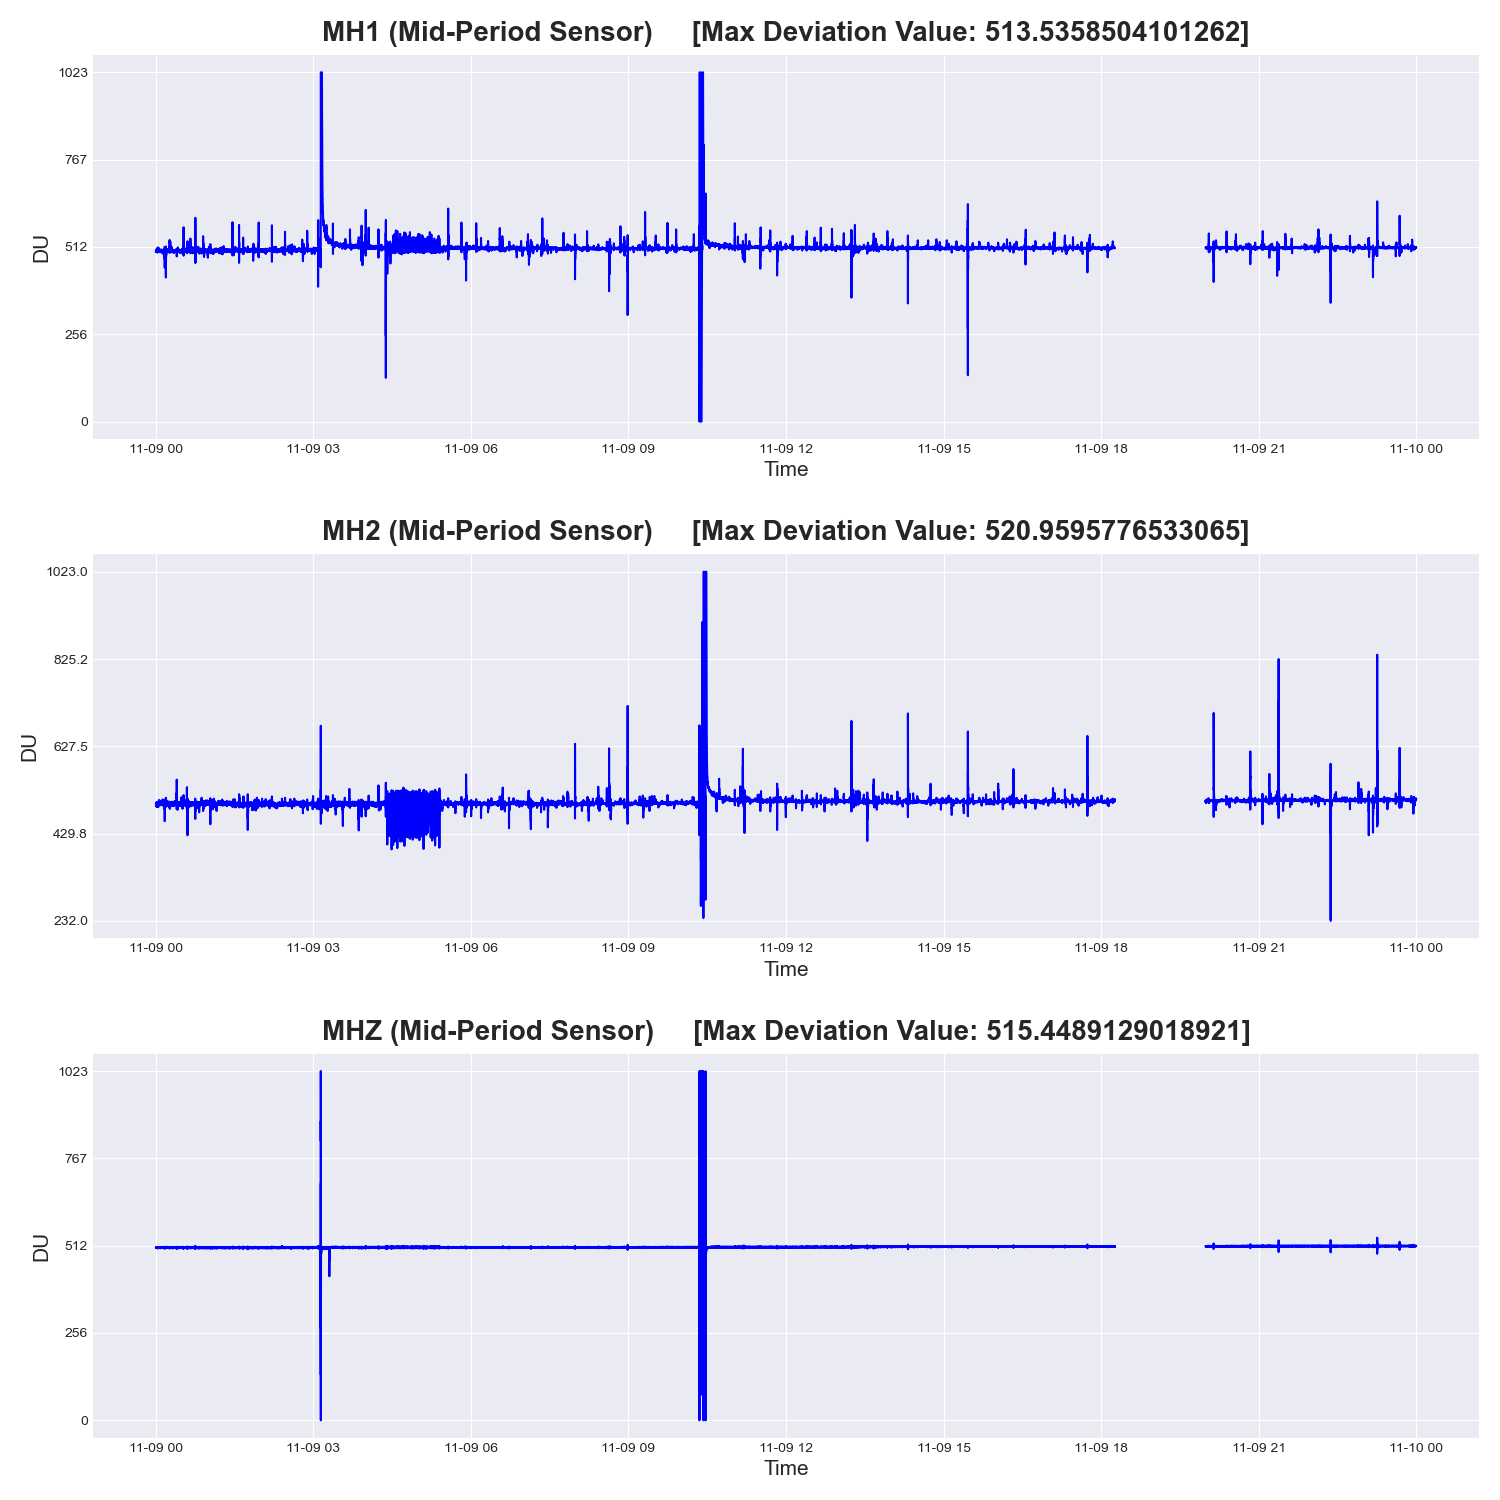 MH1 (Mid-Period Sensor) [Max Deviation Value: 513.5358504101262]
1023
767
512
256
0
DU
11-09 00 11-09 03 11-09 06 11-09 09 11-09 12 11-09 15 11-09 18 11-09 21 11-10 00
Time
MH2 (Mid-Period Sensor) [Max Deviation Value: 520.9595776533065]
1023.0
825.2
627.5
429.8
232.0
DU
11-09 00 11-09 03 11-09 06 11-09 09 11-09 12 11-09 15 11-09 18 11-09 21 11-10 00
Time
MHZ (Mid-Period Sensor) [Max Deviation Value: 515.4489129018921]
1023
767
512
256
0
DU
11-09 00 11-09 03 11-09 06 11-09 09 11-09 12 11-09 15 11-09 18 11-09 21 11-10 00
Time